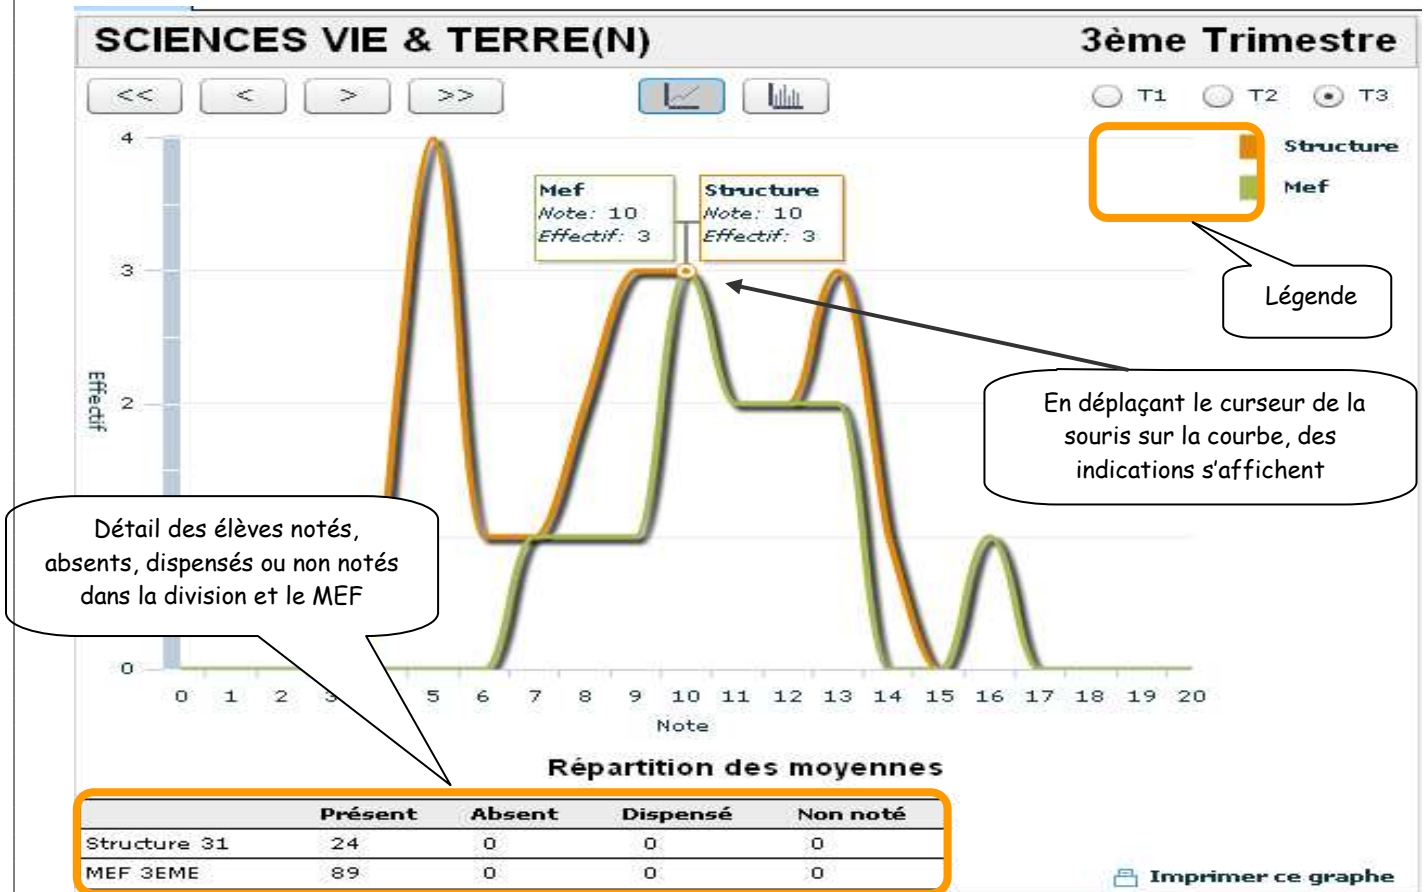 SCIENCES VIE & TERRE(N) 3ème Trimestre
<< < > >> T1 T2 T3
Structure
Mef
Légende
Mef
Note: 10
Effectif: 3
Structure
Note: 10
Effectif: 3
En déplaçant le curseur de la
souris sur la courbe, des
indications s'affichent
Détail des élèves notés,
absents, dispensés ou non notés
dans la division et le MEF
Effectif
4
3
2
0
0 1 2 3 5 6 7 8 9 10 11 12 13 14 15 16 17 18 19 20
Note
Répartition des moyennes
Présent Absent Dispensé Non noté
Structure 31 24 0 0 0
MEF 3EME 89 0 0 0
Imprimer ce graphe